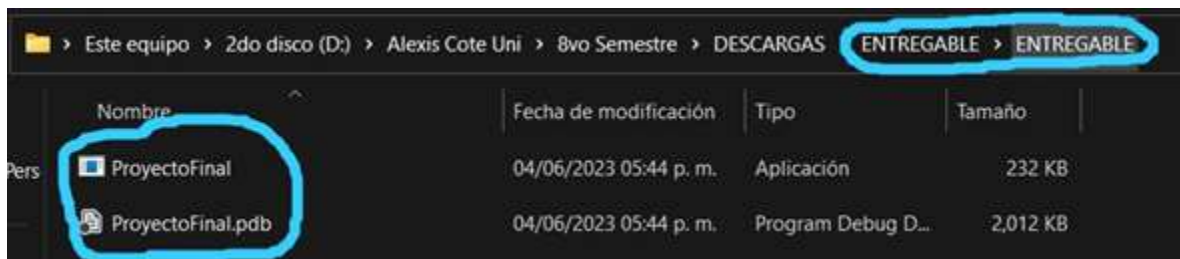 Este equipo > 2do disco (D:) > Alexis Cote Uni > 8vo Semestre > DESCARGAS ENTREGABLE > ENTREGABLE
Nombre Fecha de modificación Tipo Tamaño
Pers
ProyectoFinal 04/06/2023 05:44 p. m. Aplicación 232 KB
ProyectoFinal.pdb 04/06/2023 05:44 p. m. Program Debug D... 2,012 KB